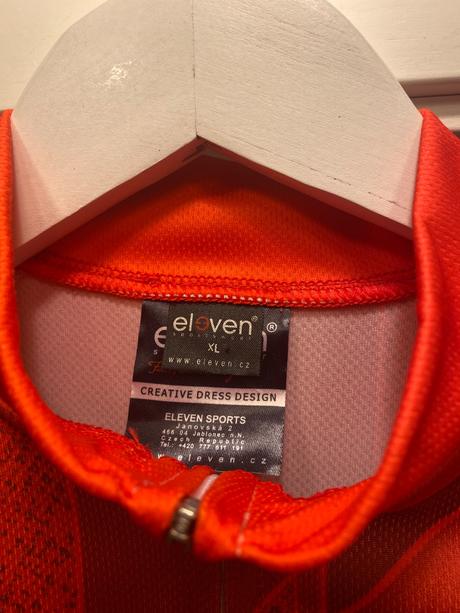 eleven®
SPORTSWEAR
XL
www.eleven.cz
®
CREATIVE DRESS DESIGN
ELEVEN SPORTS
Janovská 2
466 04 Jablonec n.N.
Czech Republic
Tel.: +420 777 611 191
w.eleven.cz